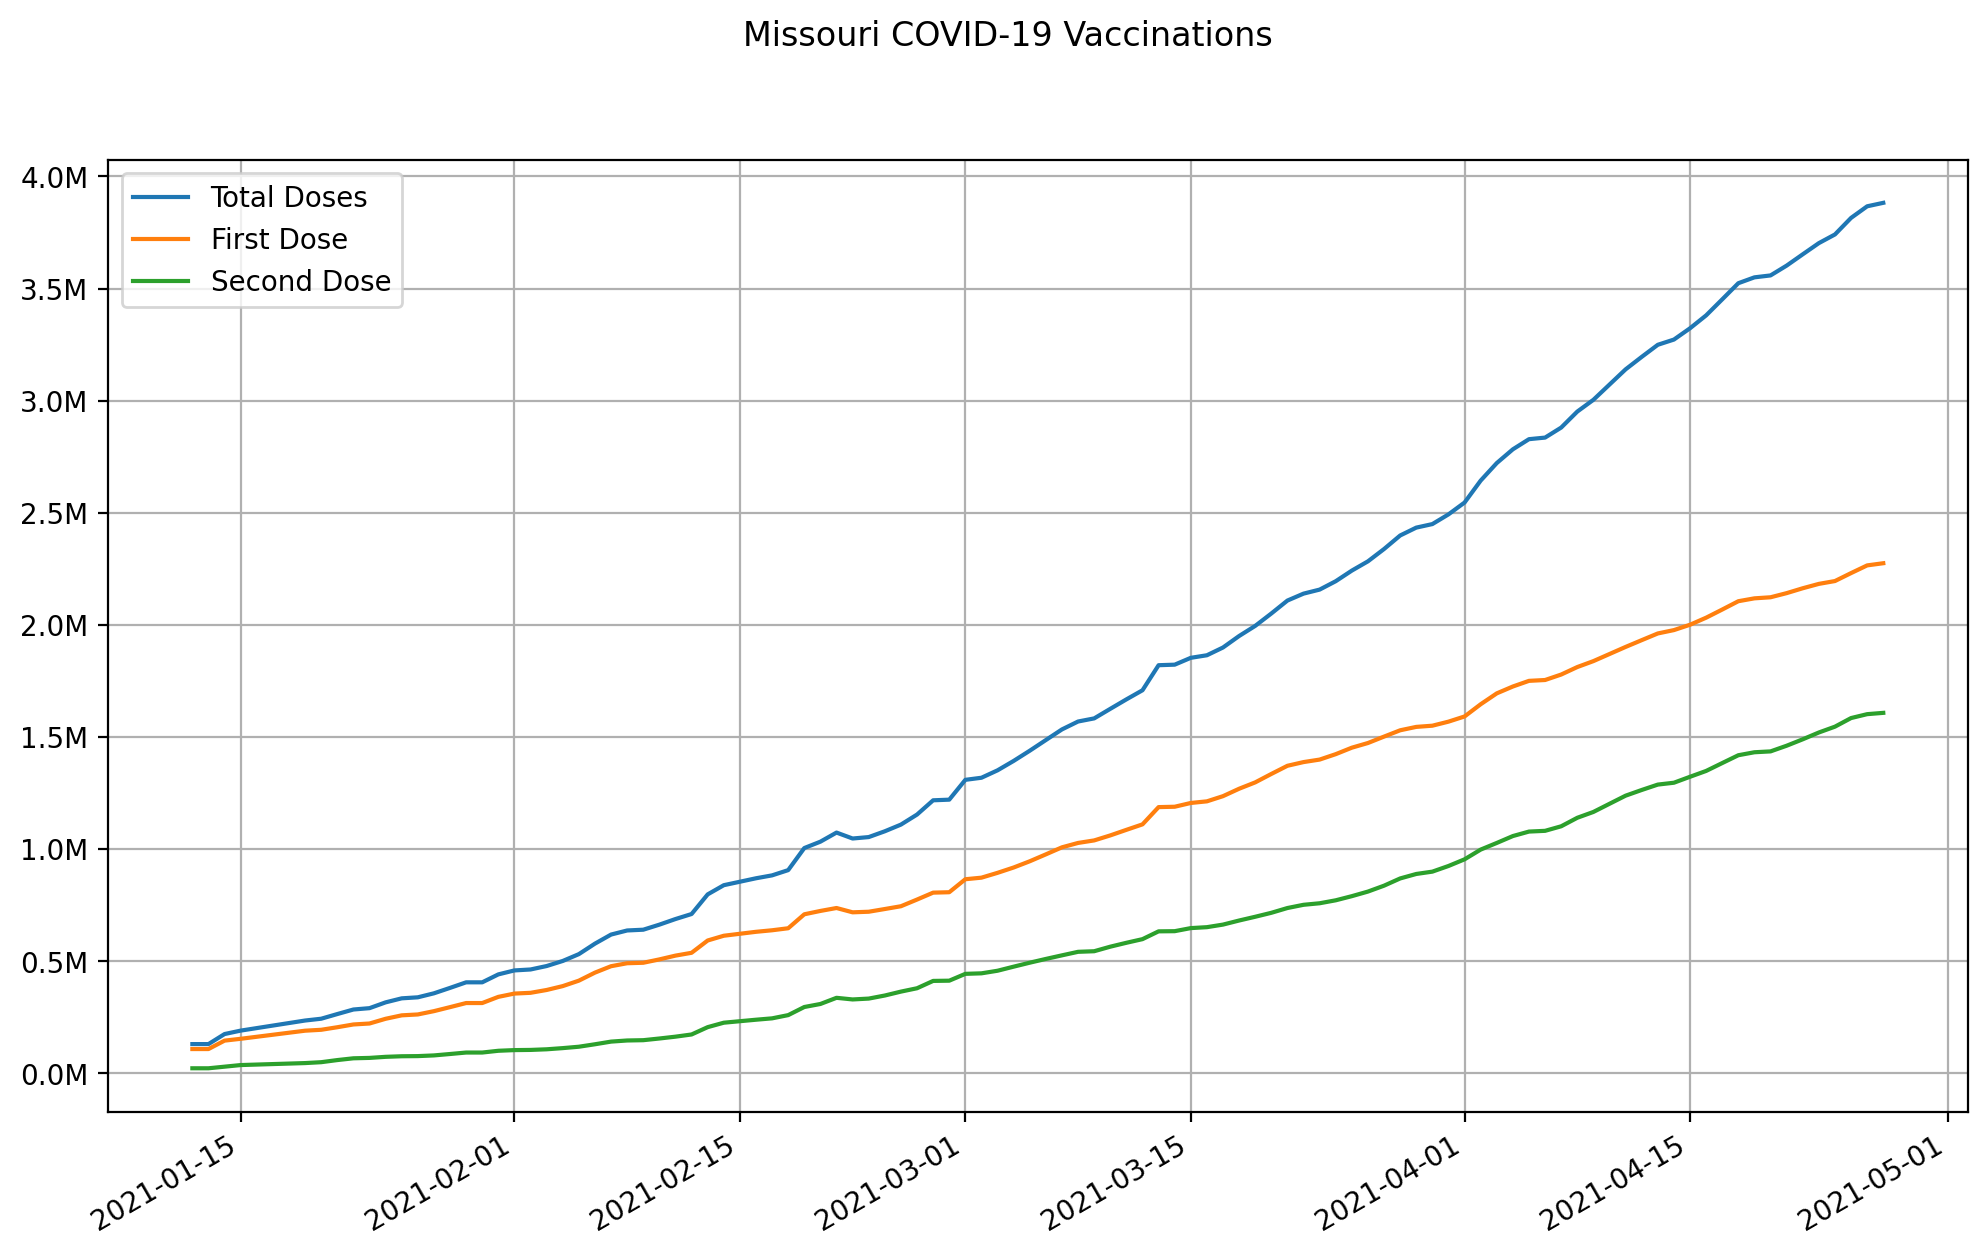 Missouri COVID-19 Vaccinations
4.0M
3.5M
3.0M
2.5M
2.0M
1.5M
1.0M
0.5M
0.0M
Total Doses
First Dose
Second Dose
2021-01-15
2021-02-01
2021-02-15
2021-03-01
2021-03-15
2021-04-01
2021-04-15
2021-05-01